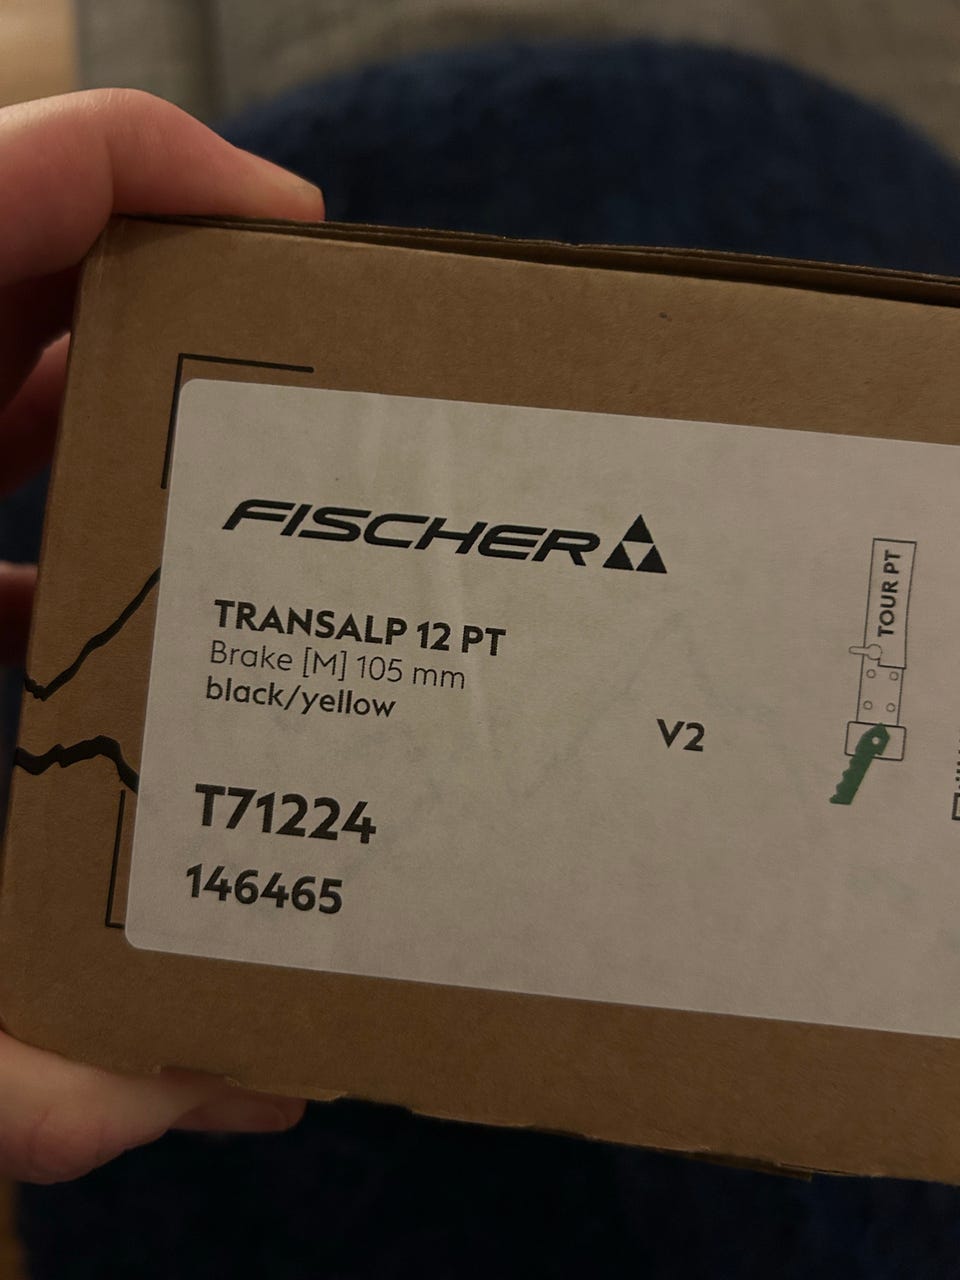 FISCHER
TRANSALP 12 PT
Brake [M] 105 mm
black/yellow
V2
T71224
146465
TOUR PT